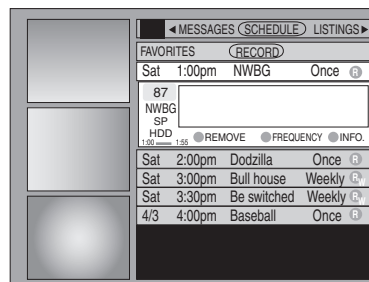 ◄MESSAGES SCHEDULE LISTINGS►
FAVORITES RECORD
Sat 1:00pm NWBG Once R
87
NWBG
SP
HDD
1:00 1:55 REMOVE FREQUENCY INFO.
Sat 2:00pm Dodzilla Once R
Sat 3:00pm Bull house Weekly RW
Sat 3:30pm Be switched Weekly RW
4/3 4:00pm Baseball Once R